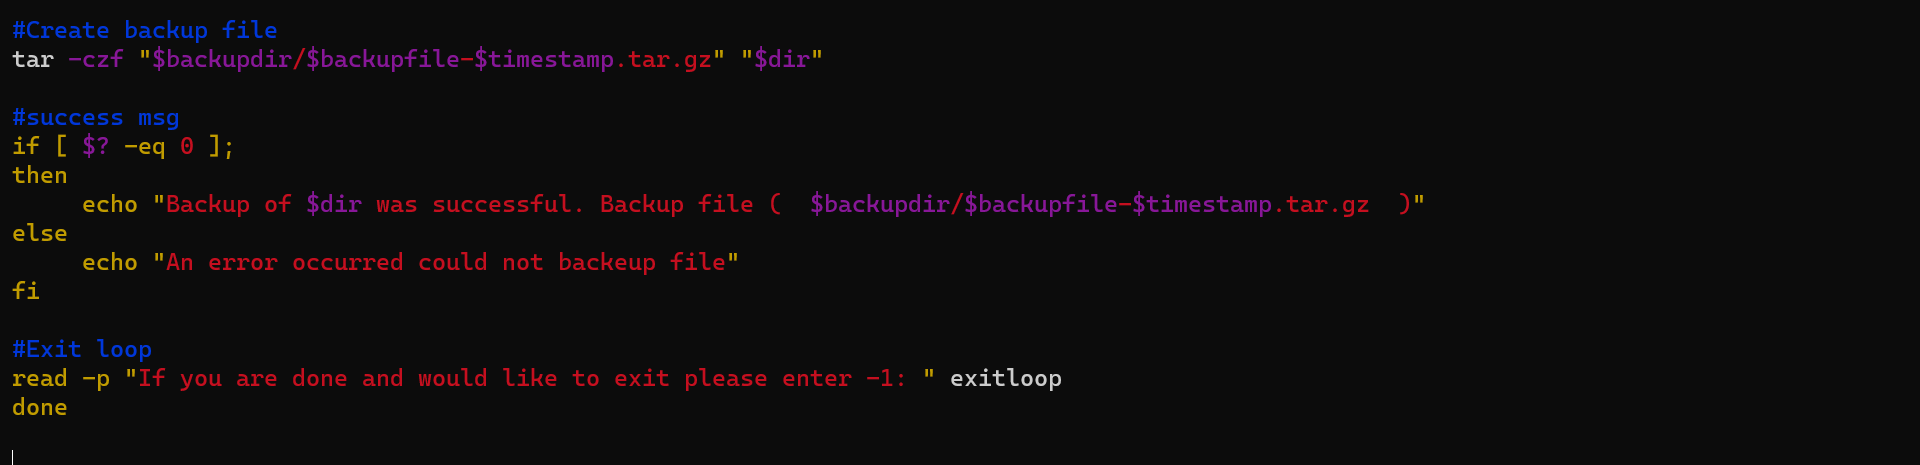 #Create backup file
tar -czf "$backupdir/$backupfile-$timestamp.tar.gz" "$dir"
#success msg
if [ $? -eq 0 ];
then
echo "Backup of $dir was successful. Backup file (  $backupdir/$backupfile-$timestamp.tar.gz  )"
else
echo "An error occurred could not backeup file"
fi
#Exit loop
read -p "If you are done and would like to exit please enter -1: " exitloop
done